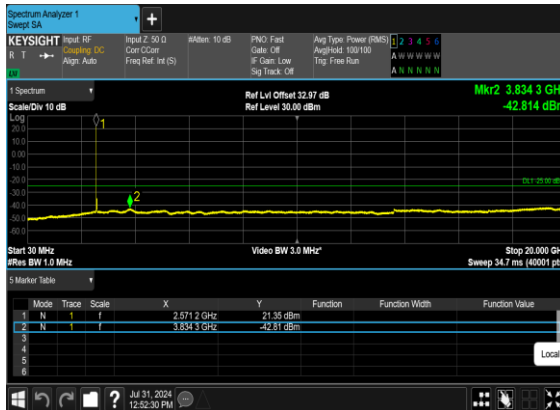 Spectrum Analyzer 1
Swept SA
KEYSIGHT Input: RF Input Z: 50 Ω #Atten: 10 dB PNO: Fast Avg Type: Power (RMS) 1 2 3 4 5 6
R T Coupling: DC Corr CCorr Gate: Off Avg|Hold: 100/100 A W W W W W
Align: Auto Freq Ref: Int (S) IF Gain: Low Trig: Free Run
Sig Track: Off A N N N N N
1 Spectrum Ref Lvl Offset 32.97 dB Mkr2 3.834 3 GH
Scale/Div 10 dB Ref Level 30.00 dBm -42.814 dBm
Log
1
20.0
10.0
0.00
-10.0
-20.0
DL1 -25.00 dB
-30.0
2
-40.0
-50.0
-60.0
Start 30 MHz Video BW 3.0 MHz* Stop 20.000 GH
#Res BW 1.0 MHz Sweep 34.7 ms (40001 pt
5 Marker Table
Mode Trace Scale X Y Function Function Width Function Value
1 N 1 f 2.571 2 GHz 21.35 dBm
2 N 1 f 3.834 3 GHz -42.81 dBm
3
4
5
6
Local
? Jul 31, 2024
12:52:30 PM